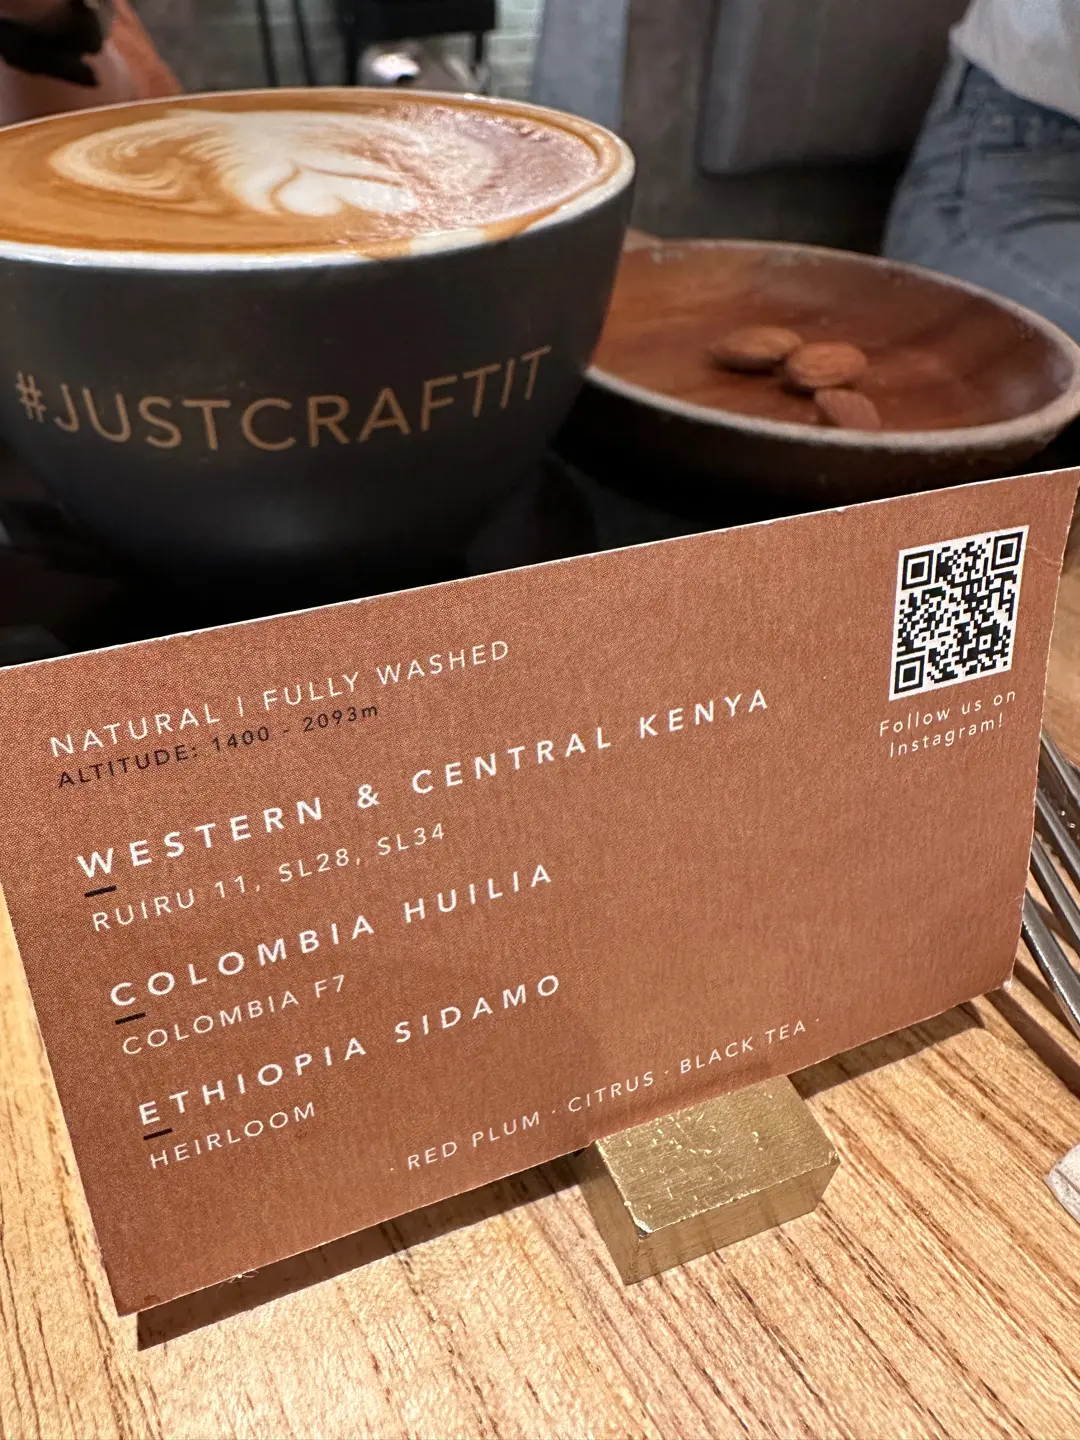 #JUSTCRAFTIT
NATURAL | FULLY WASHED
ALTITUDE: 1400 - 2093m
WESTERN & CENTRAL KENYA
RUIRU 11, SL28, SL34
COLOMBIA HUILIA
COLOMBIA F7
ETHIOPIA SIDAMO
HEIRLOOM
· RED PLUM · CITRUS · BLACK TEA ·
Follow us on
Instagram!